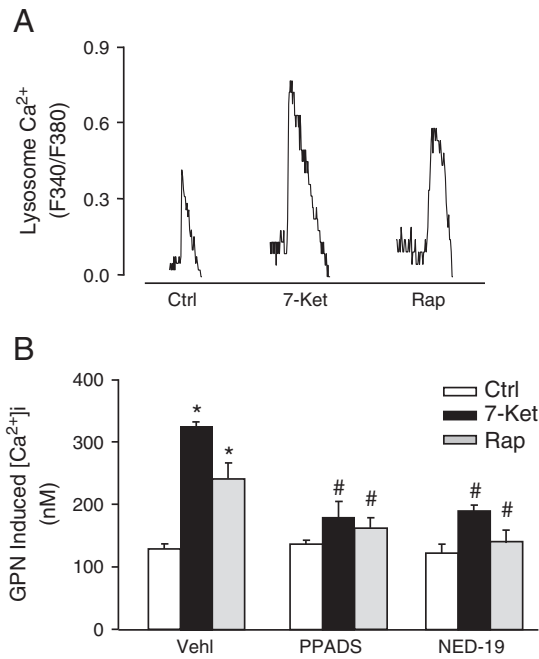 A
Lysosome Ca²⁺
(F340/F380)
0.9
0.6
0.3
0.0
Ctrl 7-Ket Rap
B
GPN Induced [Ca²⁺]i
(nM)
400
300
200
100
0
Ctrl
7-Ket
Rap
* *
# #
# #
Vehl PPADS NED-19